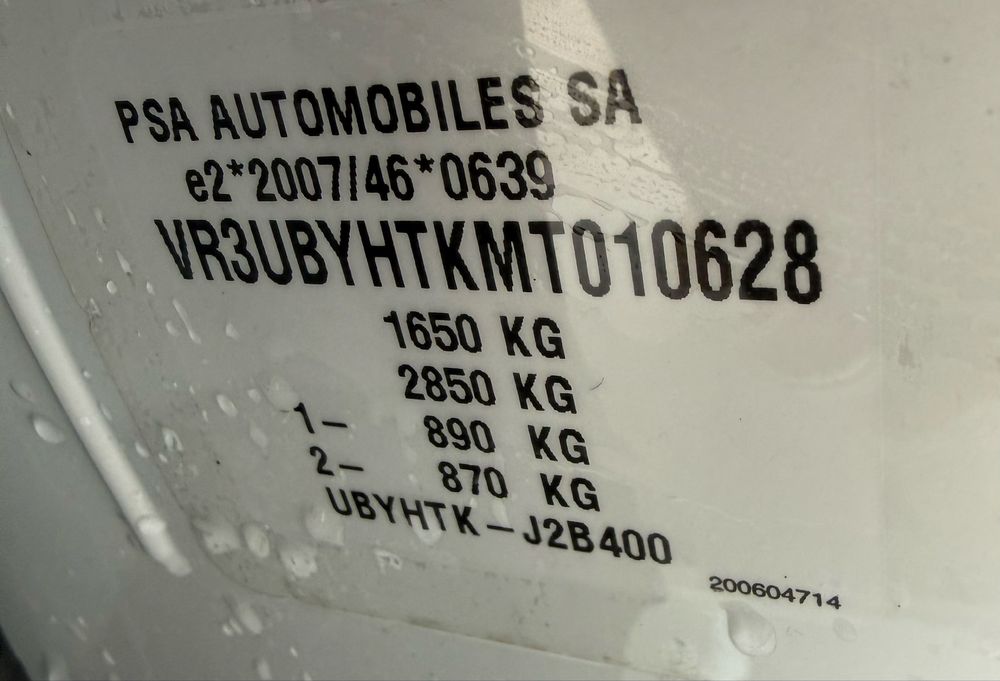 PSA AUTOMOBILES SA
e2*2007/46*0639
VR3UBYHTKMT010628
1650 KG
2850 KG
1- 890 KG
2- 870 KG
UBYHTK-J2B400
200604714